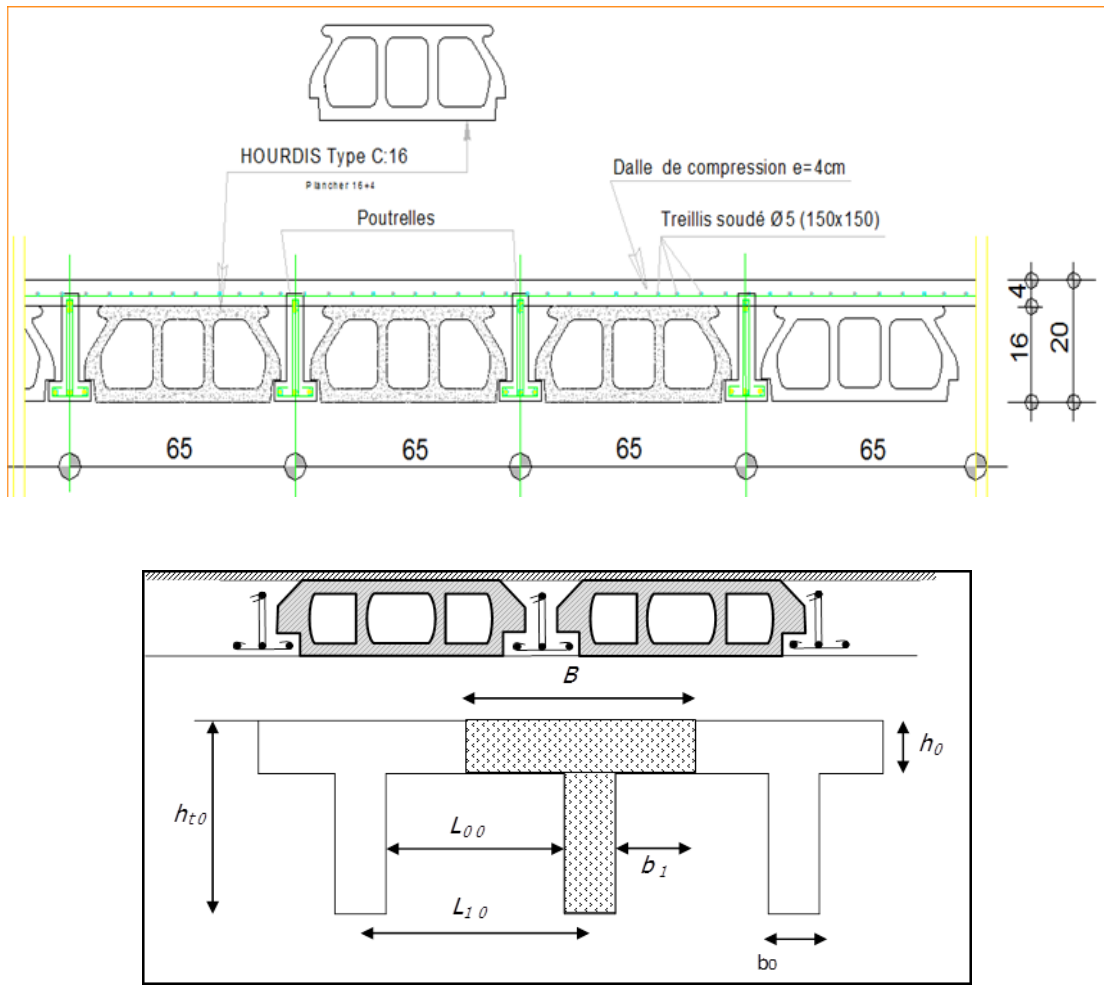 HOURDIS Type C:16
Plancher 16+4
Dalle de compression e=4cm
Poutrelles
Treillis soudé Ø5 (150x150)
4
16
20
65
65
65
65
B
h0
ht0
L00
b1
L10
b0